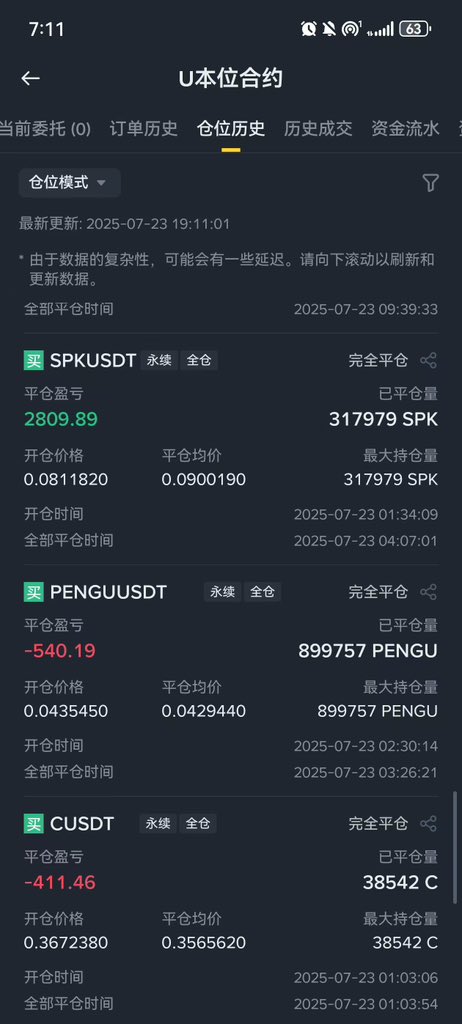 7:11
63
U本位合约
当前委托 (0) 订单历史 仓位历史 历史成交 资金流水
仓位模式
最新更新: 2025-07-23 19:11:01
* 由于数据的复杂性，可能会有一些延迟。请向下滚动以刷新和
更新数据。
全部平仓时间 2025-07-23 09:39:33
买 SPKUSDT 永续 全仓 完全平仓
平仓盈亏 已平仓量
2809.89 317979 SPK
开仓价格 平仓均价 最大持仓量
0.0811820 0.0900190 317979 SPK
开仓时间 2025-07-23 01:34:09
全部平仓时间 2025-07-23 04:07:01
买 PENGUUSDT 永续 全仓 完全平仓
平仓盈亏 已平仓量
-540.19 899757 PENGU
开仓价格 平仓均价 最大持仓量
0.0435450 0.0429440 899757 PENGU
开仓时间 2025-07-23 02:30:14
全部平仓时间 2025-07-23 03:26:21
买 CUSDT 永续 全仓 完全平仓
平仓盈亏 已平仓量
-411.46 38542 C
开仓价格 平仓均价 最大持仓量
0.3672380 0.3565620 38542 C
开仓时间 2025-07-23 01:03:06
全部平仓时间 2025-07-23 01:03:54